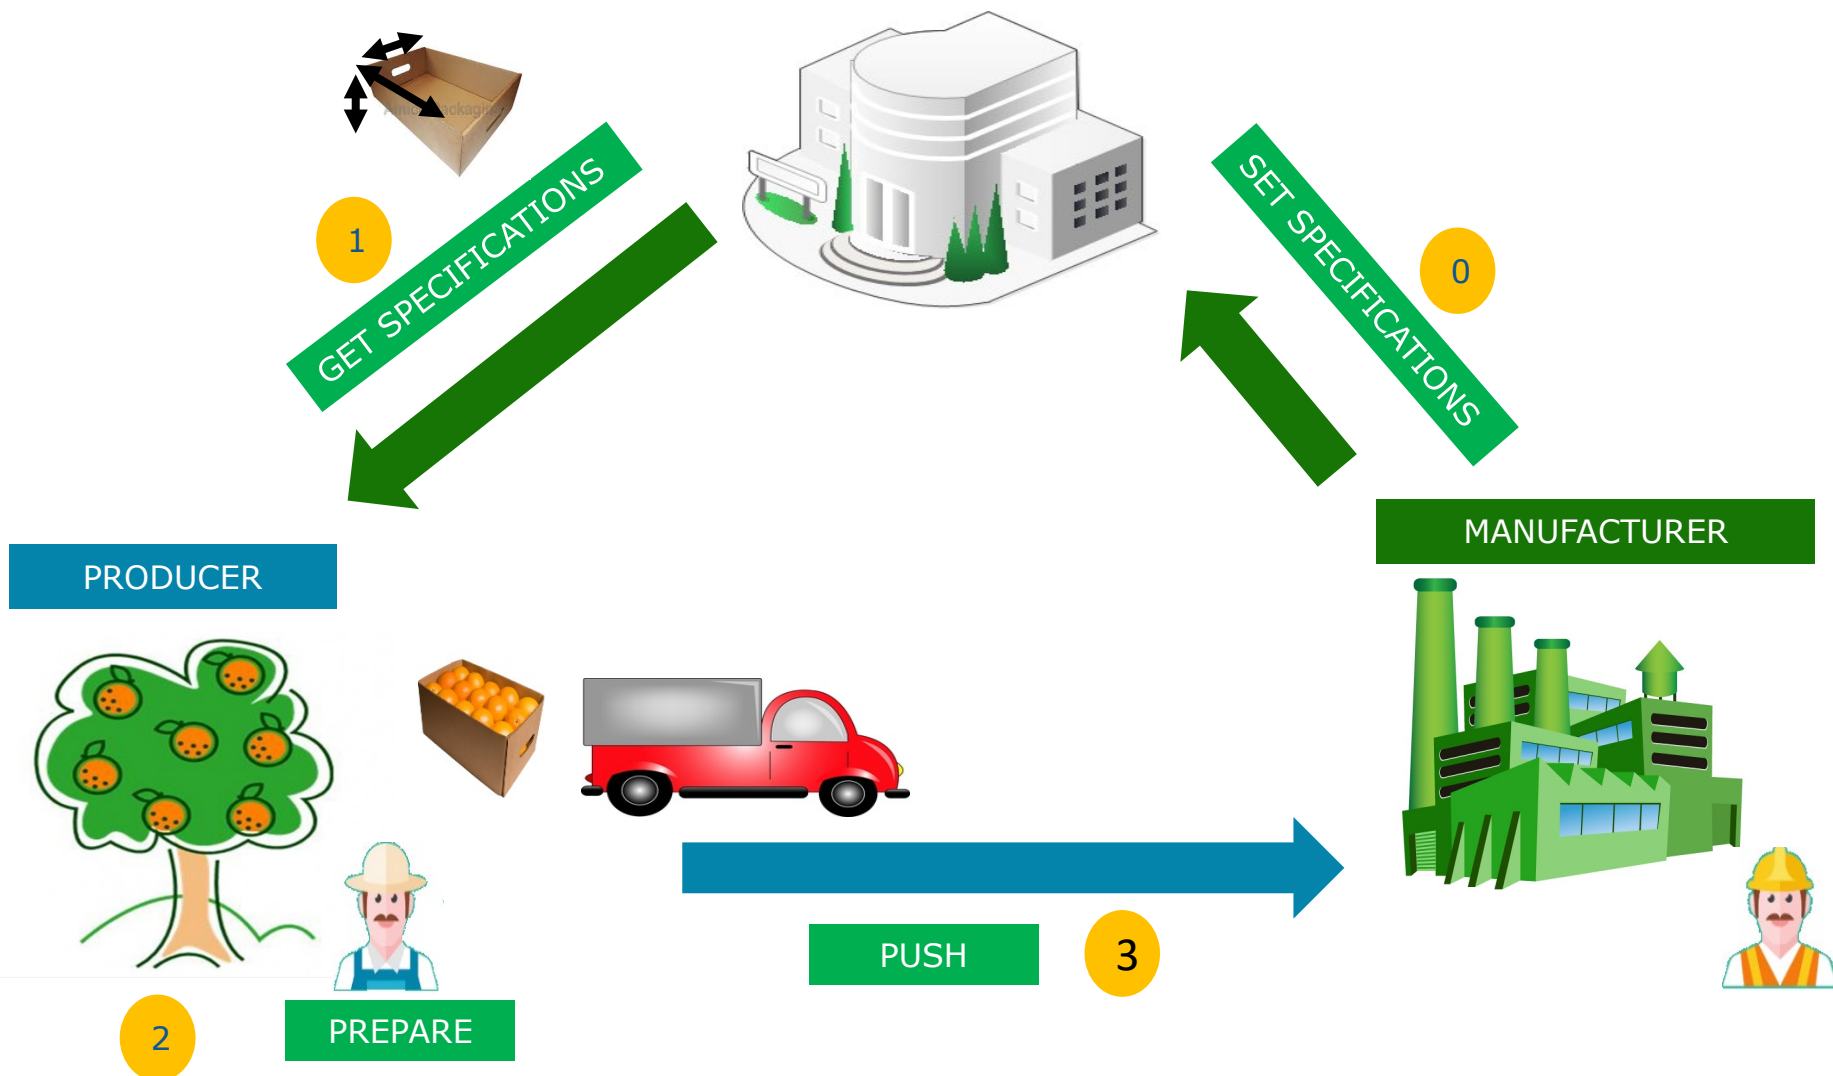 1
GET SPECIFICATIONS
SET SPECIFICATIONS
0
MANUFACTURER
PRODUCER
PUSH
3
2
PREPARE